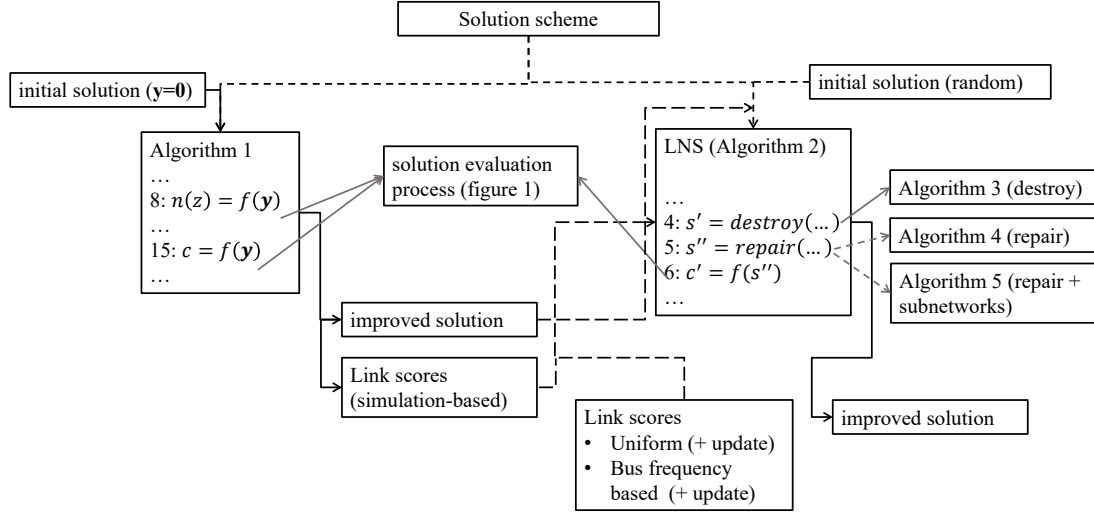 Solution scheme
initial solution (y=0)
initial solution (random)
Algorithm 1
…
8: n(z) = f(y)
…
15: c = f(y)
…
solution evaluation
process (figure 1)
LNS (Algorithm 2)
…
4: s′ = destroy(…)
5: s′′ = repair(…)
6: c′ = f(s′′)
…
Algorithm 3 (destroy)
Algorithm 4 (repair)
Algorithm 5 (repair +
subnetworks)
improved solution
Link scores
(simulation-based)
Link scores
• Uniform (+ update)
• Bus frequency
based (+ update)
improved solution